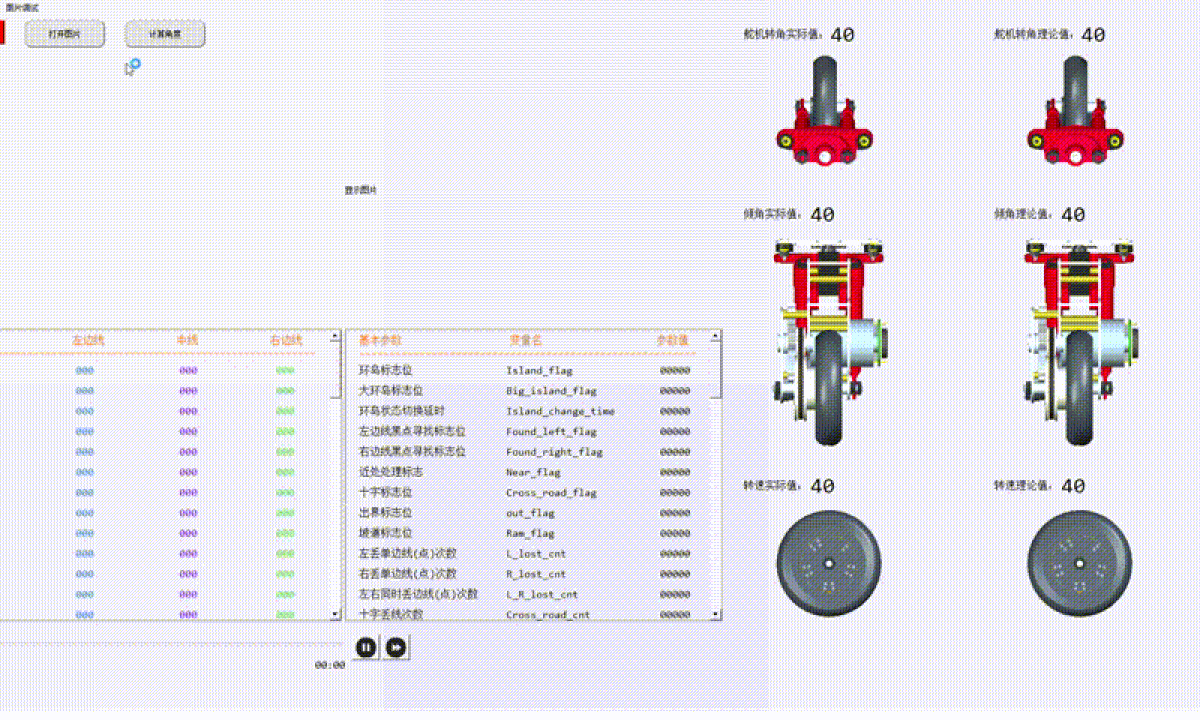 图片调试
打开图片 计算角度
舵机转角实际值: 40 舵机转角理论值: 40
显示图片
倾角实际值: 40 倾角理论值: 40
左边线 中线 右边线 基本参数 变量名 参数值
000 000 000 环岛标志位 Island_flag 00000
000 000 000 大环岛标志位 Big_island_flag 00000
000 000 000 环岛状态切换延时 Island_change_time 00000
000 000 000 左边线黑点寻找标志位 Found_left_flag 00000
000 000 000 右边线黑点寻找标志位 Found_right_flag 00000
000 000 000 近处处理标志 Near_flag 00000
000 000 000 十字标志位 Cross_road_flag 00000
转速实际值: 40 转速理论值: 40
000 000 000 出界标志位 out_flag 00000
000 000 000 坡道标志位 Ram_flag 00000
000 000 000 左丢单边线(点)次数 L_lost_cnt 00000
000 000 000 右丢单边线(点)次数 R_lost_cnt 00000
000 000 000 左右同时丢边线(点)次数 L_R_lost_cnt 00000
000 000 000 十字丢线次数 Cross_road_cnt 00000
00:00